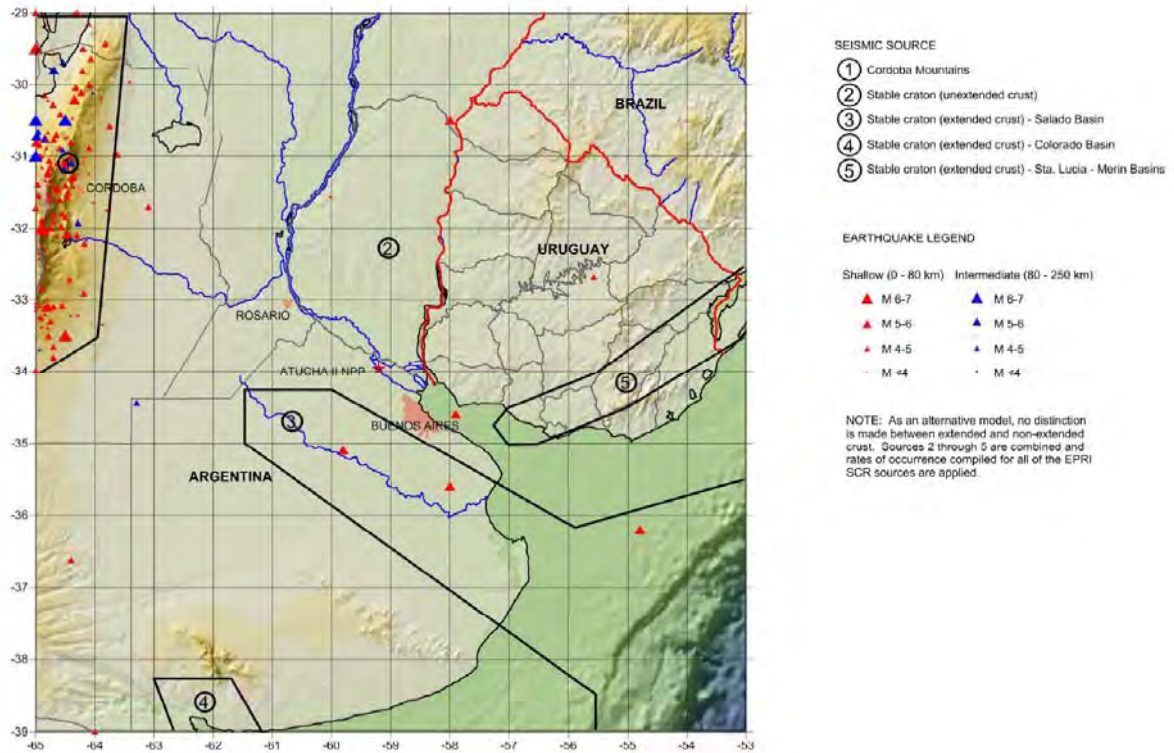 -29
-30
-31
-32
-33
-34
-35
-36
-37
-38
-39
-65 -64 -63 -62 -61 -60 -59 -58 -57 -56 -55 -54 -53
BRAZIL
1
CORDOBA
2
URUGUAY
ROSARIO
ATUCHA II NPP
5
3
BUENOS AIRES
ARGENTINA
4
SEISMIC SOURCE
1 Cordoba Mountains
2 Stable craton (unextended crust)
3 Stable craton (extended crust) - Salado Basin
4 Stable craton (extended crust) - Colorado Basin
5 Stable craton (extended crust) - Sta. Lucia - Merin Basins
EARTHQUAKE LEGEND
Shallow (0 - 80 km) Intermediate (80 - 250 km)
M 6-7 M 6-7
M 5-6 M 5-6
M 4-5 M 4-5
M <4 M <4
NOTE: As an alternative model, no distinction
is made between extended and non-extended
crust. Sources 2 through 5 are combined and
rates of occurrence compiled for all of the EPRI
SCR sources are applied.